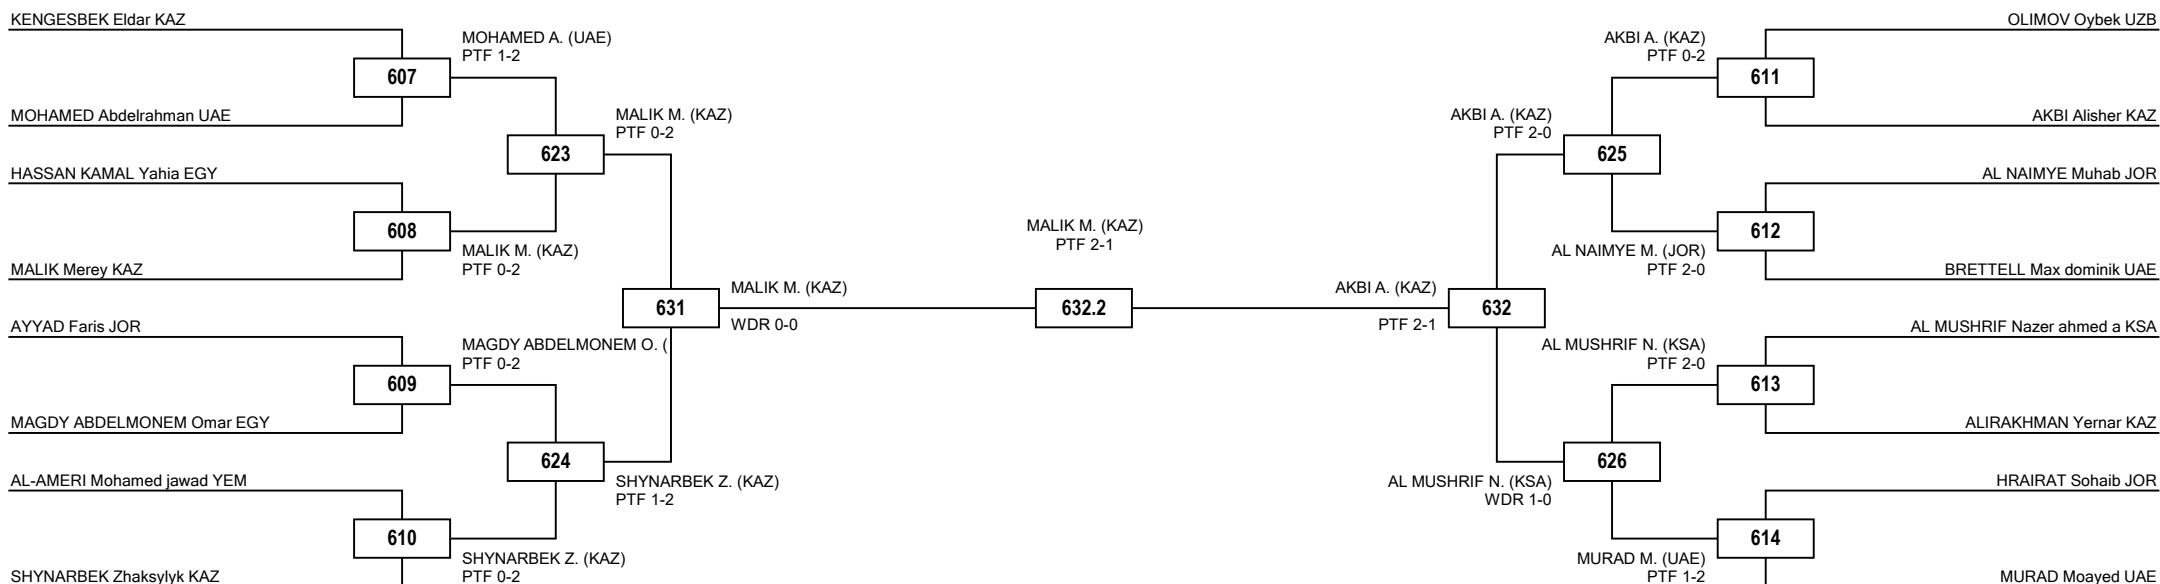 KENGESBEK Eldar KAZ
OLIMOV Oybek UZB
MOHAMED A. (UAE)
PTF 1-2
AKBI A. (KAZ)
PTF 0-2
607
611
MOHAMED Abdelrahman UAE
MALIK M. (KAZ)
PTF 0-2
AKBI A. (KAZ)
PTF 2-0
AKBI Alisher KAZ
623
625
HASSAN KAMAL Yahia EGY
AL NAIMYE Muhab JOR
608
MALIK M. (KAZ)
PTF 2-1
612
MALIK M. (KAZ)
PTF 0-2
AL NAIMYE M. (JOR)
PTF 2-0
MALIK Merey KAZ
BRETTELL Max dominik UAE
631
MALIK M. (KAZ)
WDR 0-0
632.2
AKBI A. (KAZ)
PTF 2-1
632
AYYAD Faris JOR
AL MUSHRIF Nazer ahmed a KSA
MAGDY ABDELMONEM O. (
PTF 0-2
AL MUSHRIF N. (KSA)
PTF 2-0
609
613
MAGDY ABDELMONEM Omar EGY
ALIRAKHMAN Yernar KAZ
624
626
AL-AMERI Mohamed jawad YEM
SHYNARBEK Z. (KAZ)
PTF 1-2
AL MUSHRIF N. (KSA)
WDR 1-0
HRAIRAT Sohaib JOR
610
614
SHYNARBEK Z. (KAZ)
PTF 0-2
MURAD M. (UAE)
PTF 1-2
SHYNARBEK Zhaksylyk KAZ
MURAD Moayed UAE